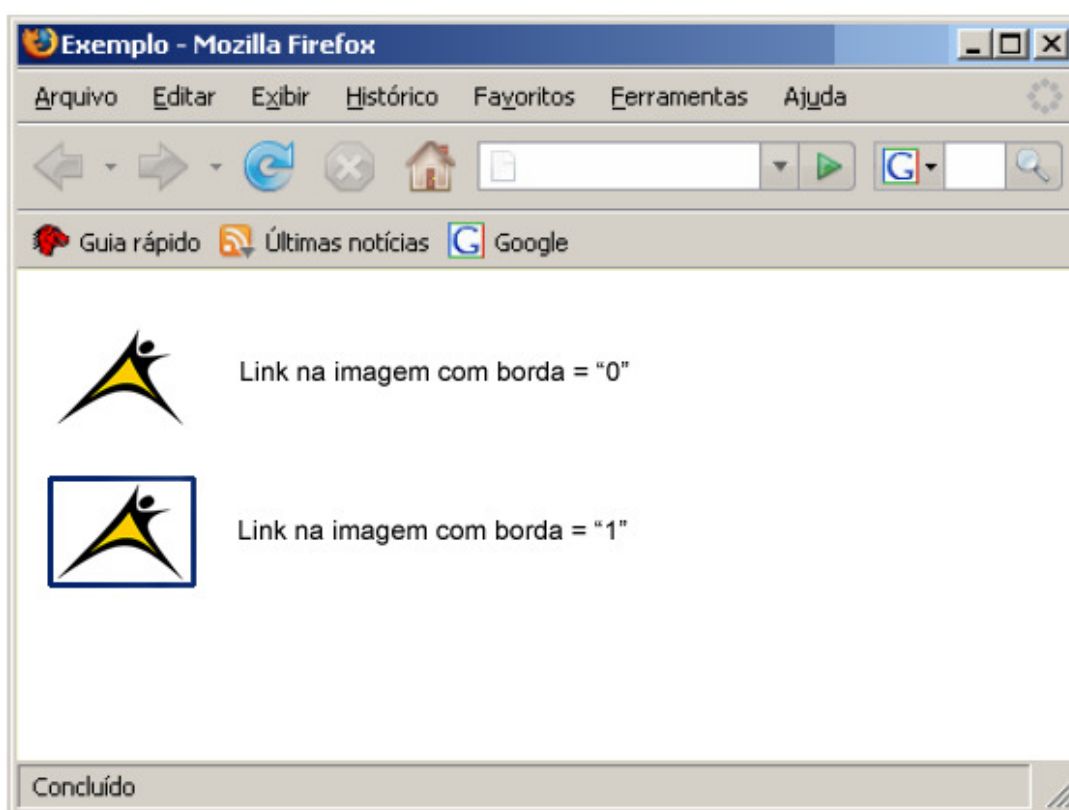 Exemplo - Mozilla Firefox
Arquivo Editar Exibir Histórico Favoritos Ferramentas Ajuda
G
Guia rápido Últimas notícias G Google
Link na imagem com borda = “0”
Link na imagem com borda = “1”
Concluído